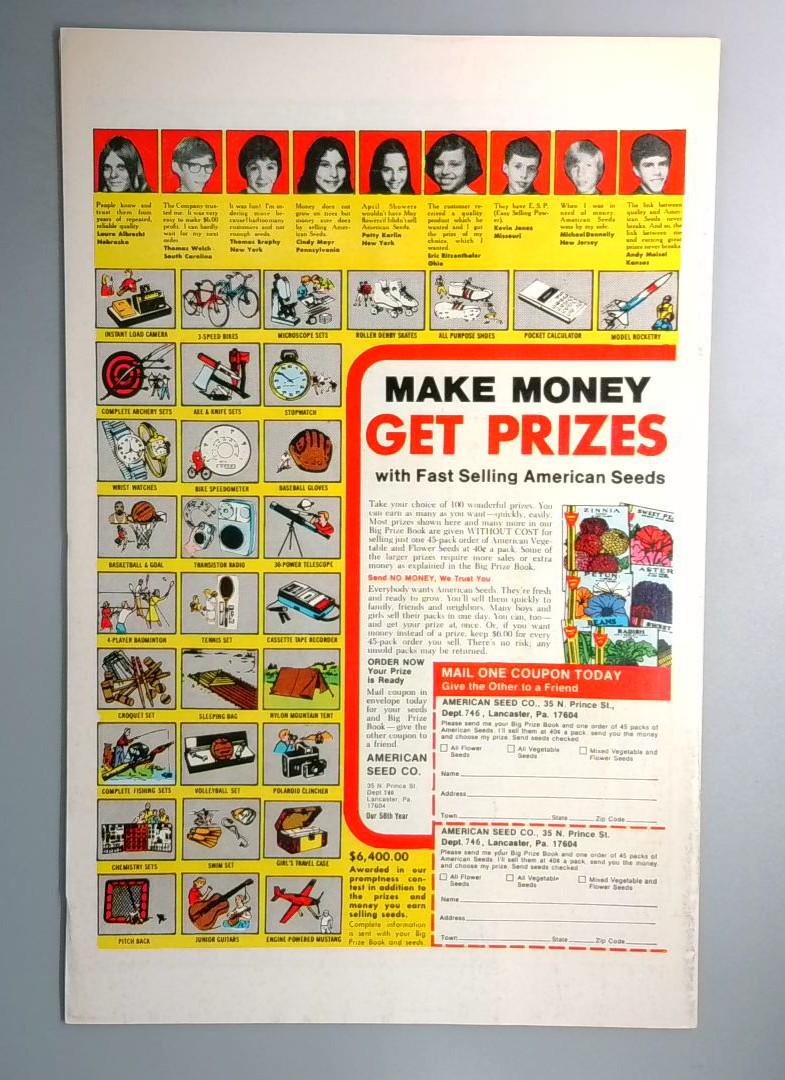 People know and
trust them from
years of repeated,
reliable quality.
Laura Albrecht
Nebraska
The Company trus-
ted me. It was very
easy to make $6.00
profit. I can hardly
wait for my next
order.
Thomas Welch
South Carolina
It was fun! I'm or-
dering more be-
cause I had too many
customers and not
enough seeds.
Thomas Brophy
New York
Money does not
grow on trees but
money sure does
by selling Amer-
ican Seeds.
Cindy Mayr
Pennsylvania
April Showers
wouldn't have May
flowers if I didn't sell
American Seeds.
Patty Karlin
New York
The customer re-
ceived a quality
product which he
wanted and I got
the prize of my
choice, which I
wanted.
Eric Ritzenthaler
Ohio
They have E.S.P.
(Easy Selling Pow-
er).
Kevin Jones
Missouri
When I was in
need of money,
American Seeds
was by my side.
Michael Donnelly
New Jersey
The link between
quality and Amer-
ican Seeds never
breaks. And so, the
link between me
and earning great
prizes never breaks.
Andy Moisel
Kansas
INSTANT LOAD CAMERA
3-SPEED BIKES
MICROSCOPE SETS
ROLLER DERBY SKATES
ALL PURPOSE SHOES
POCKET CALCULATOR
MODEL ROCKETRY
COMPLETE ARCHERY SETS
AXE & KNIFE SETS
STOPWATCH
WRIST WATCHES
BIKE SPEEDOMETER
BASEBALL GLOVES
BASKETBALL & GOAL
TRANSISTOR RADIO
30-POWER TELESCOPE
4-PLAYER BADMINTON
TENNIS SET
CASSETTE TAPE RECORDER
CROQUET SET
SLEEPING BAG
NYLON MOUNTAIN TENT
COMPLETE FISHING SETS
VOLLEYBALL SET
POLAROID CLINCHER
CHEMISTRY SETS
SWIM SET
GIRL'S TRAVEL CASE
PITCH BACK
JUNIOR GUITARS
ENGINE-POWERED MUSTANG
MAKE MONEY
GET PRIZES
with Fast Selling American Seeds
Take your choice of 100 wonderful prizes. You
can earn as many as you want—quickly, easily.
Most prizes shown here and many more in our
Big Prize Book are given WITHOUT COST for
selling just one 45-pack order of American Vege-
table and Flower Seeds at 40¢ a pack. Some of
the larger prizes require more sales or extra
money as explained in the Big Prize Book.
Send NO MONEY, We Trust You
Everybody wants American Seeds. They're fresh
and ready to grow. You'll sell them quickly to
family, friends and neighbors. Many boys and
girls sell their packs in one day. You can, too—
and get your prize at once. Or, if you want
money instead of a prize, keep $6.00 for every
45-pack order you sell. There's no risk; any
unsold packs may be returned.
ZINNIA
SWEET PE
ASTER
PETUN
SWEET
BEANS
RADISH
ORDER NOW
Your Prize
is Ready
Mail coupon in
envelope today
for your seeds
and Big Prize
Book—give the
other coupon to
a friend.
AMERICAN
SEED CO.
35 N. Prince St.
Dept 746
Lancaster, Pa.
17604
Our 58th Year
$6,400.00
Awarded in our
promptness con-
test in addition to
the prizes and
money you earn
selling seeds.
Complete information
is sent with your Big
Prize Book and seeds.
MAIL ONE COUPON TODAY
Give the Other to a Friend
AMERICAN SEED CO., 35 N. Prince St.,
Dept. 746, Lancaster, Pa. 17604
Please send me your Big Prize Book and one order of 45 packs of
American Seeds. I'll sell them at 40¢ a pack, send you the money
and choose my prize. Send seeds checked.
All Flower Seeds
All Vegetable Seeds
Mixed Vegetable and Flower Seeds
Name
Address
Town State Zip Code
AMERICAN SEED CO., 35 N. Prince St.
Dept. 746, Lancaster, Pa. 17604
Please send me your Big Prize Book and one order of 45 packs of
American Seeds. I'll sell them at 40¢ a pack, send you the money
and choose my prize. Send seeds checked.
All Flower Seeds
All Vegetable Seeds
Mixed Vegetable and Flower Seeds
Name
Address
Town State Zip Code